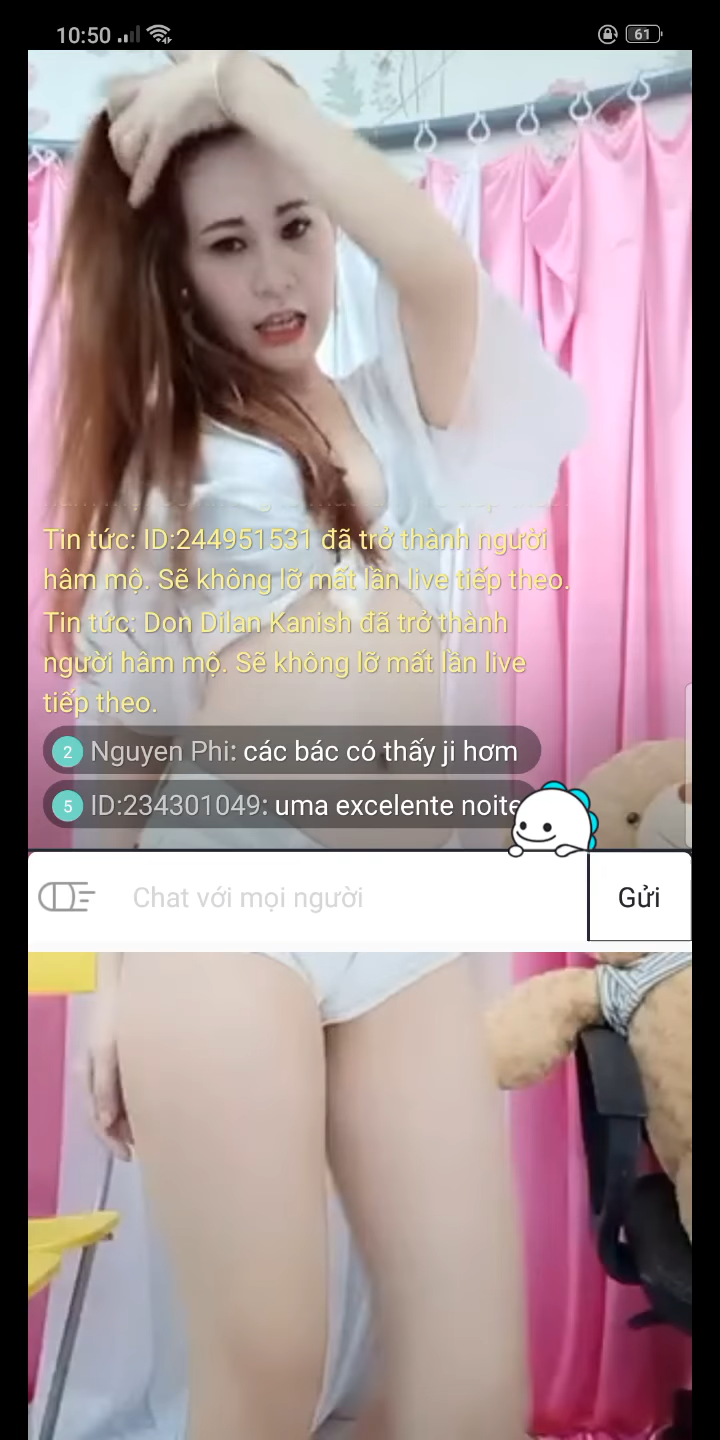 10:50
61
Tin tức: ID:244951531 đã trở thành người
hâm mộ. Sẽ không lỡ mất lần live tiếp theo.
Tin tức: Don Dilan Kanish đã trở thành
người hâm mộ. Sẽ không lỡ mất lần live
tiếp theo.
2 Nguyen Phi: các bác có thấy ji hơm
5 ID:234301049: uma excelente noite
Chat với mọi người
Gửi